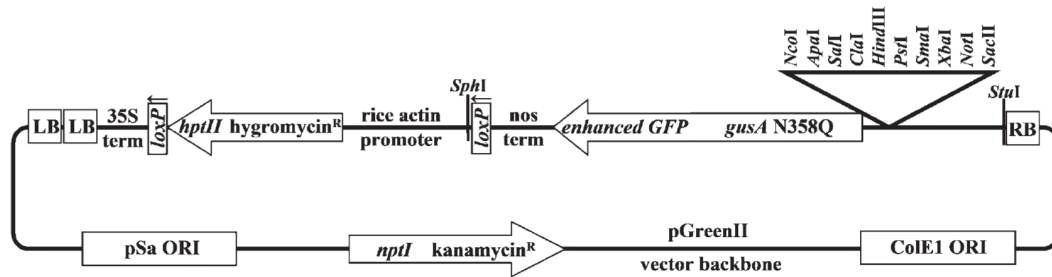 NcoI
ApaI
SalI
ClaI
HindIII
PstI
SmaI
XbaI
NotI
SacII
SphI
StuI
LB
LB
35S
term
loxP
hptII hygromycinᴿ
rice actin
promoter
loxP
nos
term
enhanced GFP gusA N358Q
RB
pSa ORI
nptI kanamycinᴿ
pGreenII
vector backbone
ColE1 ORI